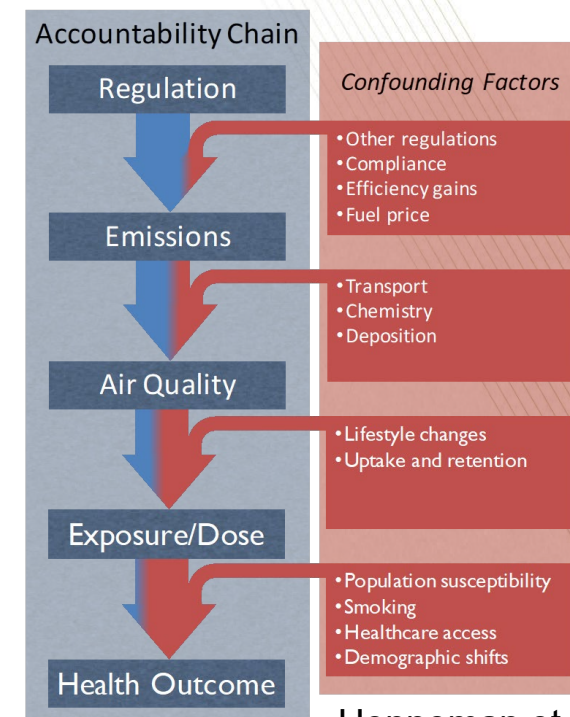 Accountability Chain
Regulation
Confounding Factors
•Other regulations
•Compliance
•Efficiency gains
•Fuel price
Emissions
•Transport
•Chemistry
•Deposition
Air Quality
•Lifestyle changes
•Uptake and retention
Exposure/Dose
•Population susceptibility
•Smoking
•Healthcare access
•Demographic shifts
Health Outcome